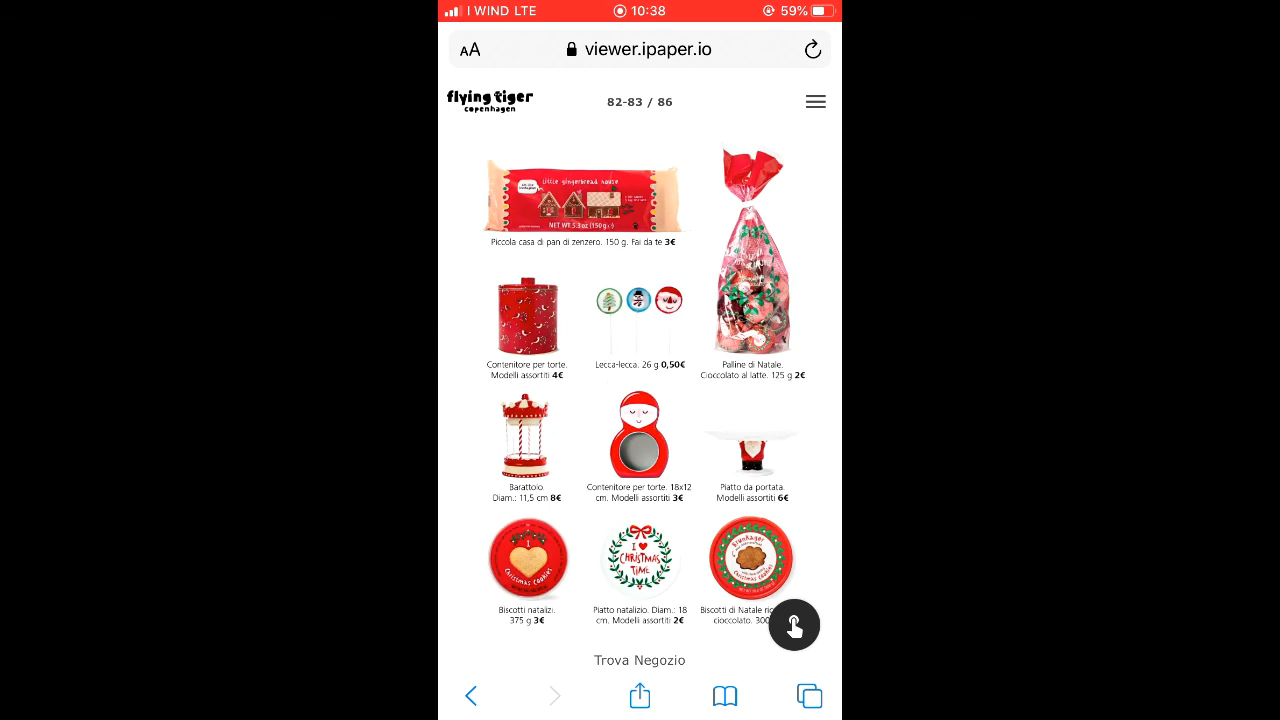 I WIND LTE 10:38 59%
AA viewer.ipaper.io
flying tiger
copenhagen
82-83 / 86
Little gingerbread house
NET WT. 5.3 oz (150g ℮)
Piccola casa di pan di zenzero. 150 g. Fai da te 3€
Contenitore per torte.
Modelli assortiti 4€
Lecca-lecca. 26 g 0,50€
Palline di Natale.
Cioccolato al latte. 125 g 2€
Barattolo.
Diam.: 11,5 cm 8€
Contenitore per torte. 18x12
cm. Modelli assortiti 3€
Piatto da portata.
Modelli assortiti 6€
I
Christmas Cookies
I
CHRISTMAS
TIME
Brunkager
Christmas Cookies
Biscotti natalizi.
375 g 3€
Piatto natalizio. Diam.: 18
cm. Modelli assortiti 2€
Biscotti di Natale
cioccolato. 300
Trova Negozio